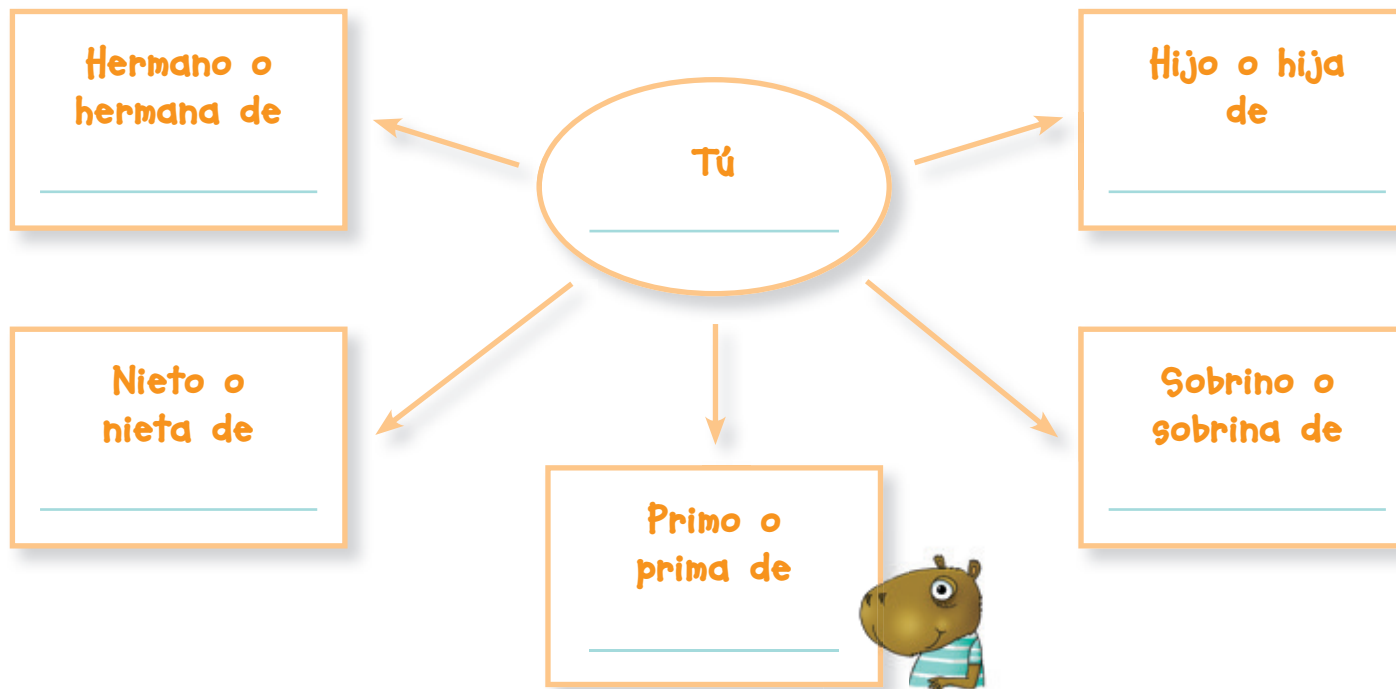 Hermano o
hermana de
Tú
Hijo o hija
de
Nieto o
nieta de
Primo o
prima de
Sobrino o
sobrina de